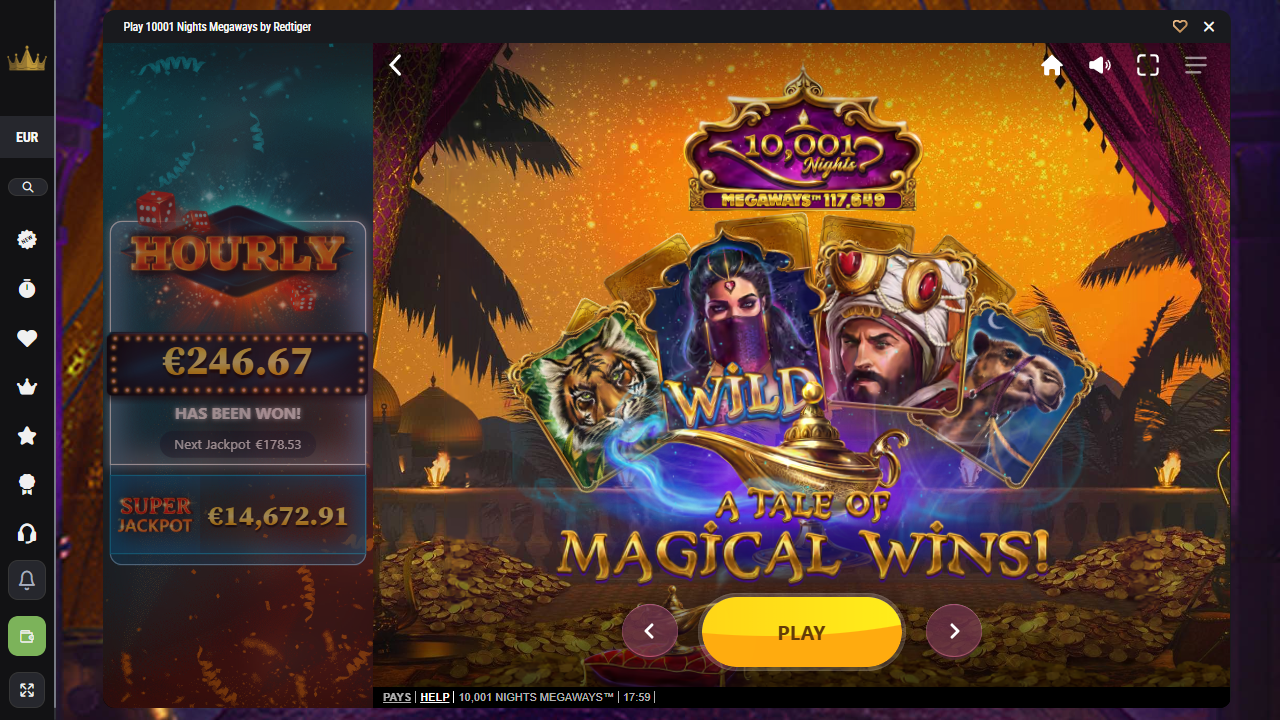 Play 10001 Nights Megaways by Redtiger
EUR
NEW
HOURLY
€246.67
HAS BEEN WON!
Next Jackpot €178.53
SUPER
JACKPOT
€14,672.91
10,001
Nights
MEGAWAYS™ 117,649
WILD
A TALE OF
MAGICAL WINS!
PLAY
PAYS | HELP | 10,001 NIGHTS MEGAWAYS™ | 17:59 |